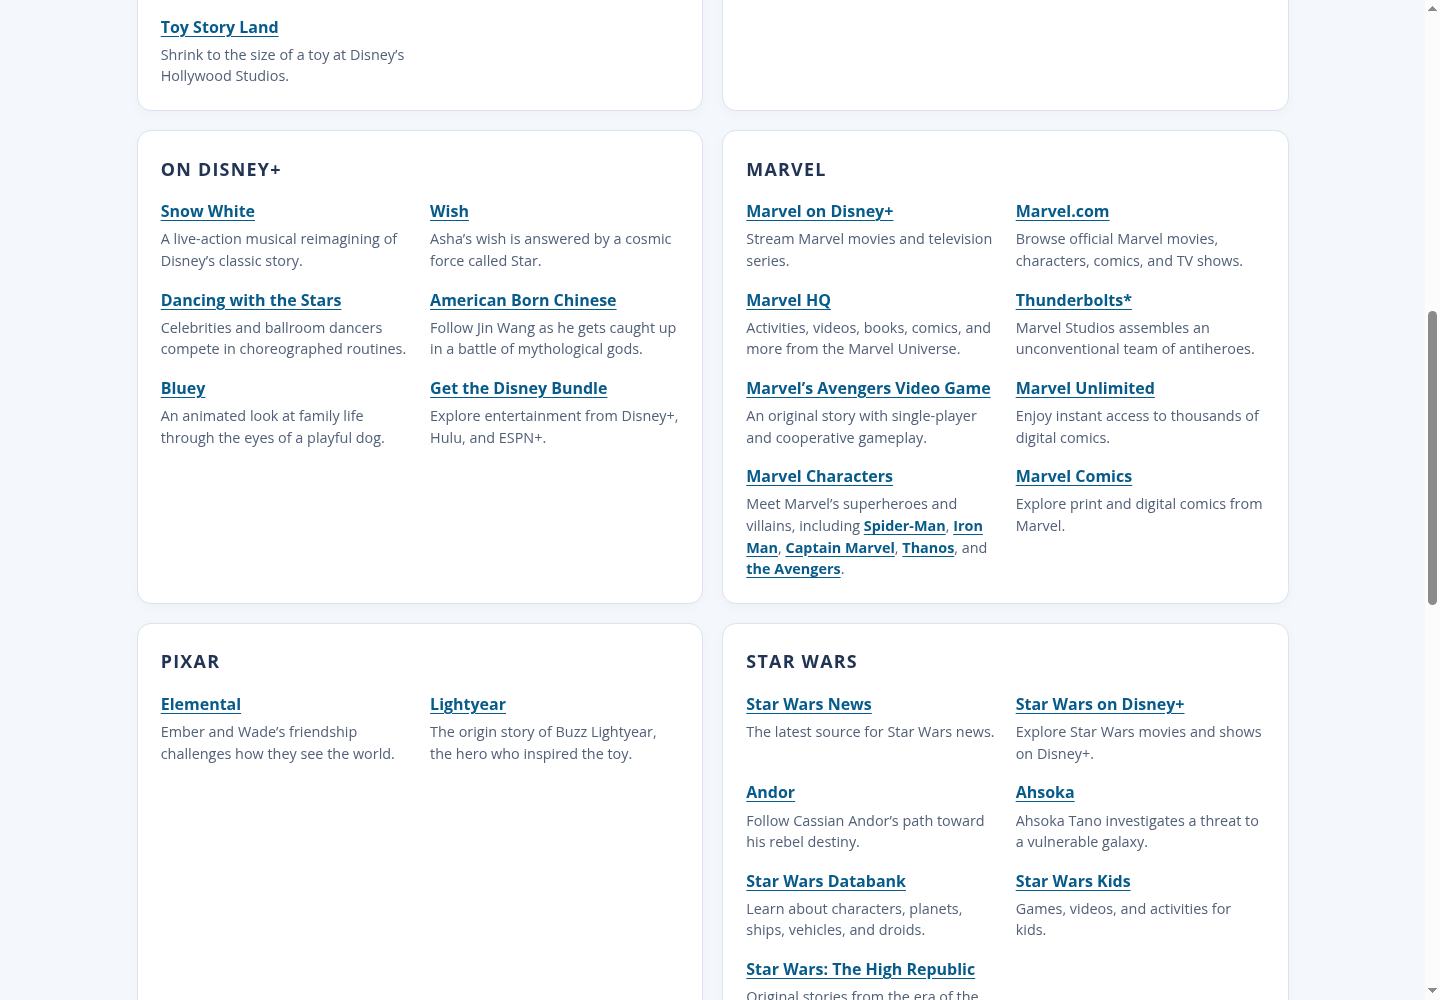 Toy Story Land
Shrink to the size of a toy at Disney’s
Hollywood Studios.
ON DISNEY+
Snow White
A live-action musical reimagining of
Disney’s classic story.
Wish
Asha’s wish is answered by a cosmic
force called Star.
Dancing with the Stars
Celebrities and ballroom dancers
compete in choreographed routines.
American Born Chinese
Follow Jin Wang as he gets caught up
in a battle of mythological gods.
Bluey
An animated look at family life
through the eyes of a playful dog.
Get the Disney Bundle
Explore entertainment from Disney+,
Hulu, and ESPN+.
MARVEL
Marvel on Disney+
Stream Marvel movies and television
series.
Marvel.com
Browse official Marvel movies,
characters, comics, and TV shows.
Marvel HQ
Activities, videos, books, comics, and
more from the Marvel Universe.
Thunderbolts*
Marvel Studios assembles an
unconventional team of antiheroes.
Marvel’s Avengers Video Game
An original story with single-player
and cooperative gameplay.
Marvel Unlimited
Enjoy instant access to thousands of
digital comics.
Marvel Characters
Meet Marvel’s superheroes and
villains, including Spider-Man, Iron
Man, Captain Marvel, Thanos, and
the Avengers.
Marvel Comics
Explore print and digital comics from
Marvel.
PIXAR
Elemental
Ember and Wade’s friendship
challenges how they see the world.
Lightyear
The origin story of Buzz Lightyear,
the hero who inspired the toy.
STAR WARS
Star Wars News
The latest source for Star Wars news.
Star Wars on Disney+
Explore Star Wars movies and shows
on Disney+.
Andor
Follow Cassian Andor’s path toward
his rebel destiny.
Ahsoka
Ahsoka Tano investigates a threat to
a vulnerable galaxy.
Star Wars Databank
Learn about characters, planets,
ships, vehicles, and droids.
Star Wars Kids
Games, videos, and activities for
kids.
Star Wars: The High Republic
Original stories from the era of the